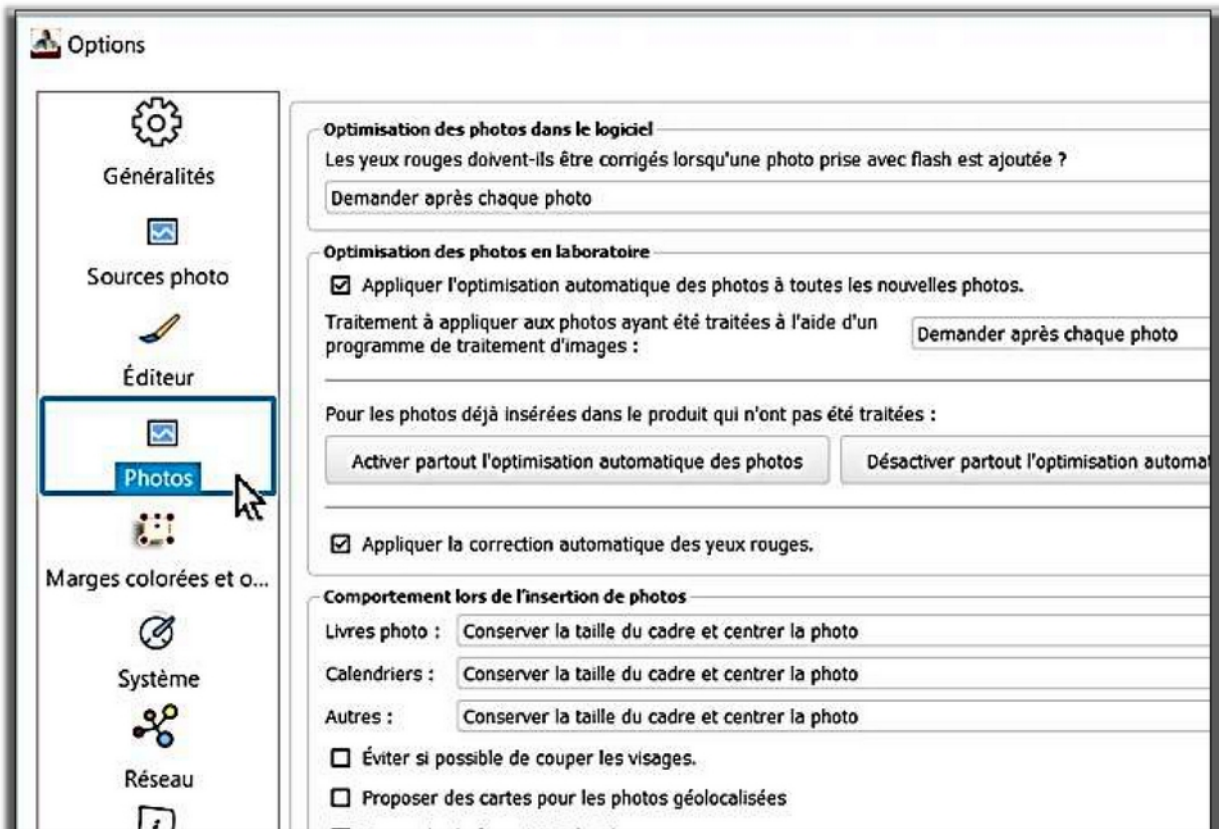 Options
Généralités
Sources photo
Éditeur
Photos
Marges colorées et o...
Système
Réseau
Optimisation des photos dans le logiciel
Les yeux rouges doivent-ils être corrigés lorsqu'une photo prise avec flash est ajoutée ?
Demander après chaque photo
Optimisation des photos en laboratoire
Appliquer l'optimisation automatique des photos à toutes les nouvelles photos.
Traitement à appliquer aux photos ayant été traitées à l'aide d'un
programme de traitement d'images :
Demander après chaque photo
Pour les photos déjà insérées dans le produit qui n'ont pas été traitées :
Activer partout l'optimisation automatique des photos
Désactiver partout l'optimisation automat
Appliquer la correction automatique des yeux rouges.
Comportement lors de l'insertion de photos
Livres photo : Conserver la taille du cadre et centrer la photo
Calendriers : Conserver la taille du cadre et centrer la photo
Autres : Conserver la taille du cadre et centrer la photo
Éviter si possible de couper les visages.
Proposer des cartes pour les photos géolocalisées